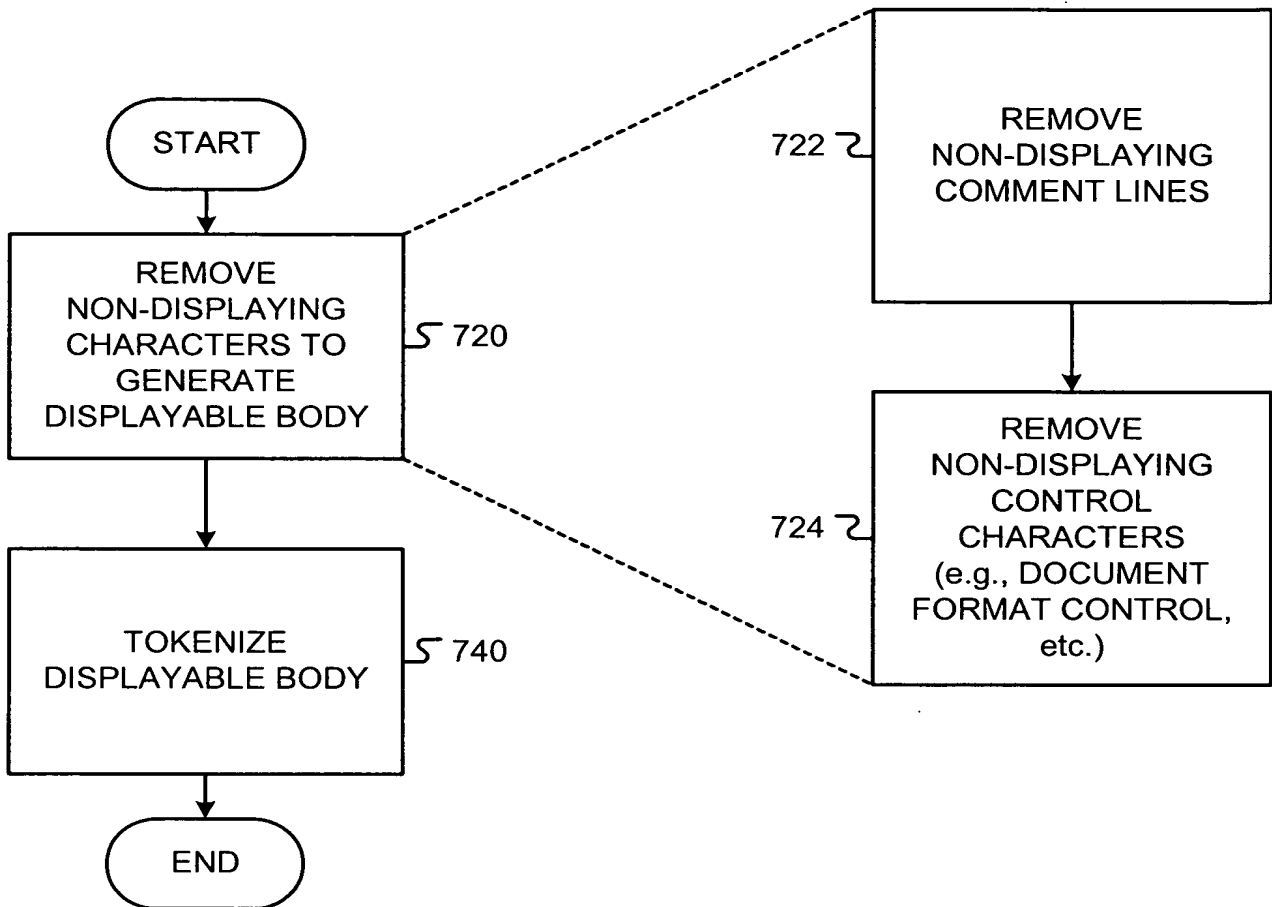 START
REMOVE
NON-DISPLAYING
CHARACTERS TO
GENERATE
DISPLAYABLE BODY
720
TOKENIZE
DISPLAYABLE BODY
740
END
722
REMOVE
NON-DISPLAYING
COMMENT LINES
724
REMOVE
NON-DISPLAYING
CONTROL
CHARACTERS
(e.g., DOCUMENT
FORMAT CONTROL,
etc.)